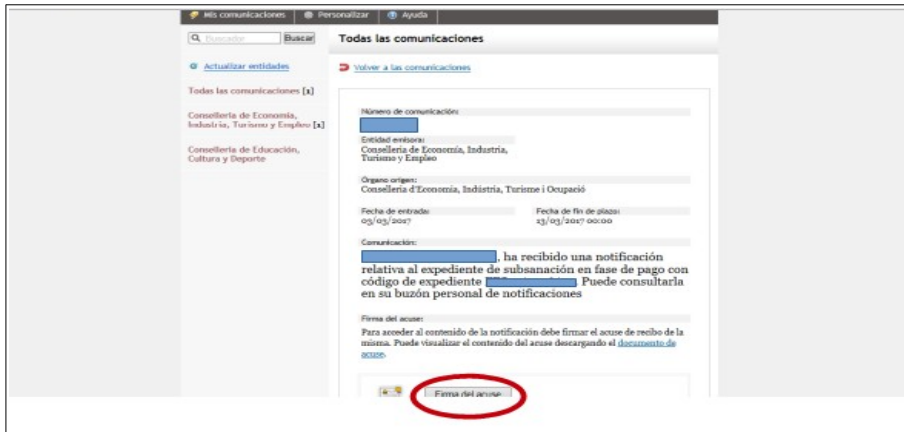 Mis comunicaciones Personalizar Ayuda
Buscador Buscar
Todas las comunicaciones
Actualizar entidades
Volver a las comunicaciones
Todas las comunicaciones [1]
Conselleria de Economía,
Industria, Turismo y Empleo [1]
Conselleria de Educación,
Cultura y Deporte
Número de comunicación:
Entidad emisora:
Conselleria de Economía, Industria,
Turismo y Empleo
Órgano origen:
Conselleria d'Economia, Indústria, Turisme i Ocupació
Fecha de entrada: Fecha de fin de plazo:
03/03/2017 13/03/2017 00:00
Comunicación:
, ha recibido una notificación
relativa al expediente de subsanación en fase de pago con
código de expediente Puede consultarla
en su buzón personal de notificaciones
Firma del acuse:
Para acceder al contenido de la notificación debe firmar el acuse de recibo de la
misma. Puede visualizar el contenido del acuse descargando el documento de
acuse.
Firma del acuse